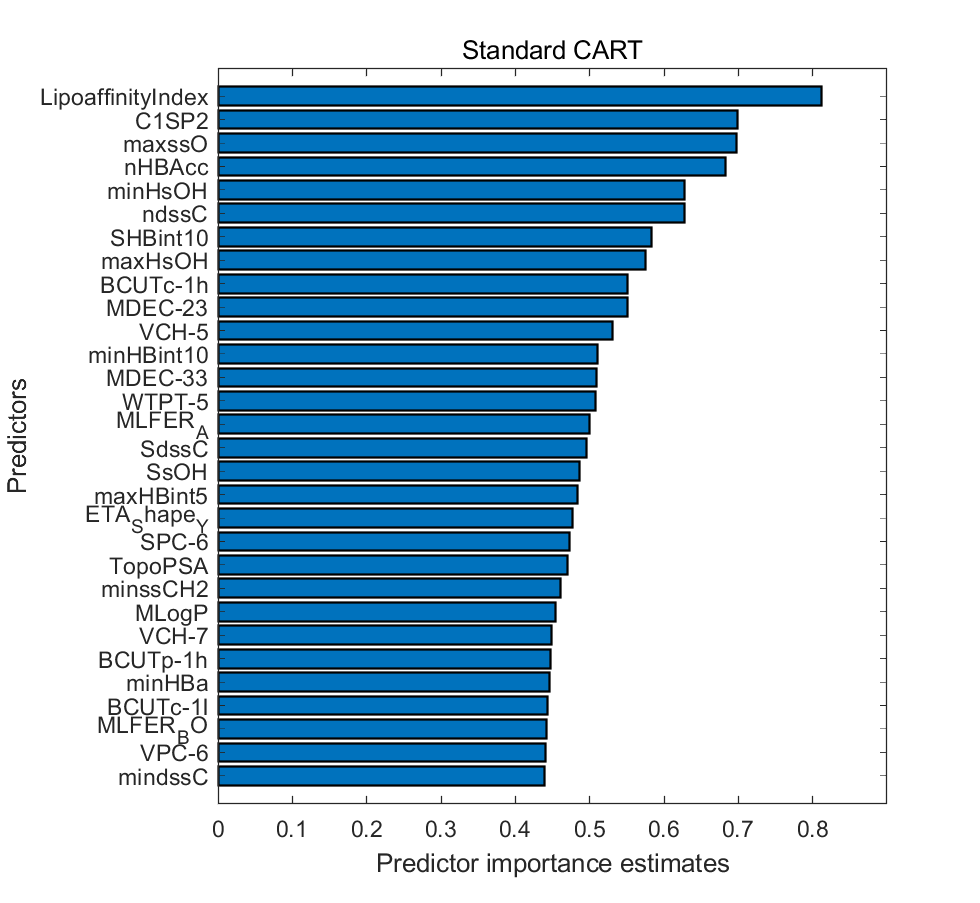 Standard CART
LipoaffinityIndex
C1SP2
maxssO
nHBAcc
minHsOH
ndssC
SHBint10
maxHsOH
BCUTc-1h
MDEC-23
VCH-5
minHBint10
MDEC-33
WTPT-5
MLFER_A
SdssC
SsOH
maxHBint5
ETA_Shape_Y
SPC-6
TopoPSA
minssCH2
MLogP
VCH-7
BCUTp-1h
minHBa
BCUTc-1l
MLFER_BO
VPC-6
mindssC
Predictors
0 0.1 0.2 0.3 0.4 0.5 0.6 0.7 0.8
Predictor importance estimates